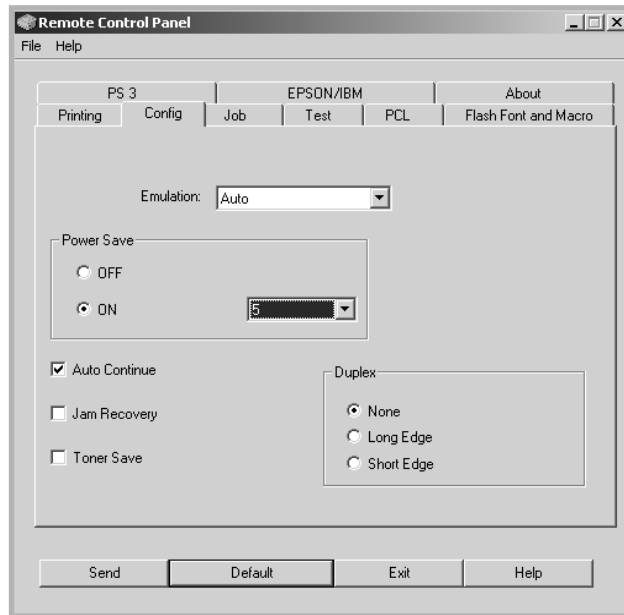 Remote Control Panel
File Help
PS 3 EPSON/IBM About
Printing Config Job Test PCL Flash Font and Macro
Emulation: Auto
Power Save
OFF
ON 5
Auto Continue
Jam Recovery
Toner Save
Duplex
None
Long Edge
Short Edge
Send Default Exit Help